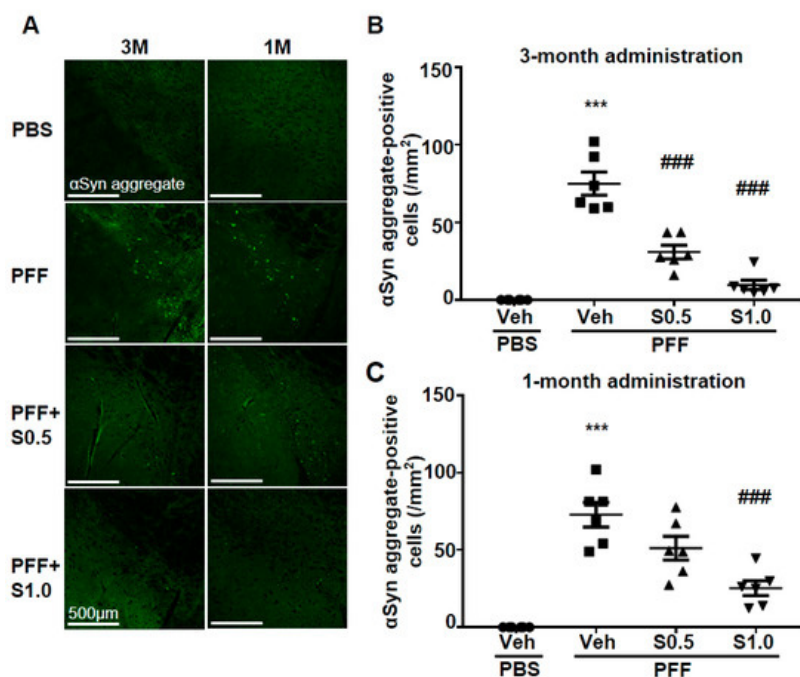 A
3M 1M
PBS
αSyn aggregate
PFF
PFF+
S0.5
PFF+
S1.0
500μm
B
3-month administration
αSyn aggregate-positive
cells (/mm²)
150
100
50
0
***
###
###
Veh Veh S0.5 S1.0
PBS PFF
C
1-month administration
αSyn aggregate-positive
cells (/mm²)
150
100
50
0
***
###
Veh Veh S0.5 S1.0
PBS PFF